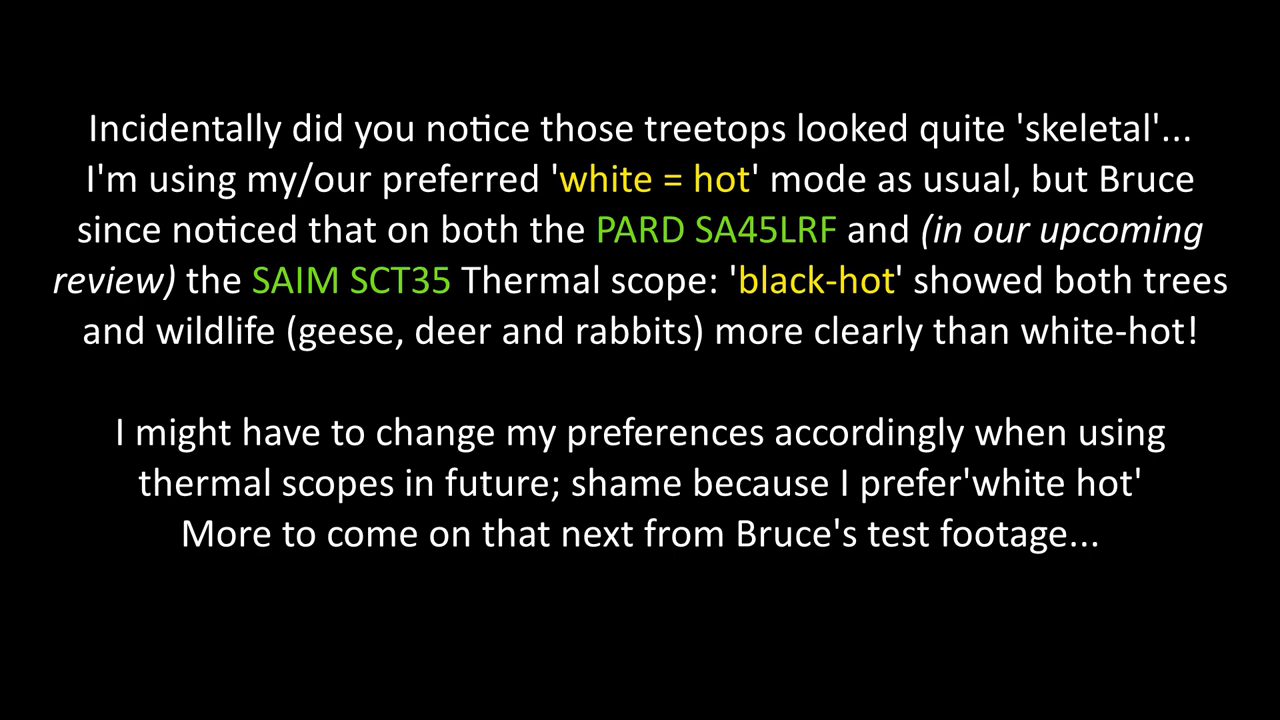 Incidentally did you notice those treetops looked quite 'skeletal'...
I'm using my/our preferred 'white = hot' mode as usual, but Bruce
since noticed that on both the PARD SA45LRF and (in our upcoming
review) the SAIM SCT35 Thermal scope: 'black-hot' showed both trees
and wildlife (geese, deer and rabbits) more clearly than white-hot!
I might have to change my preferences accordingly when using
thermal scopes in future; shame because I prefer'white hot'
More to come on that next from Bruce's test footage...